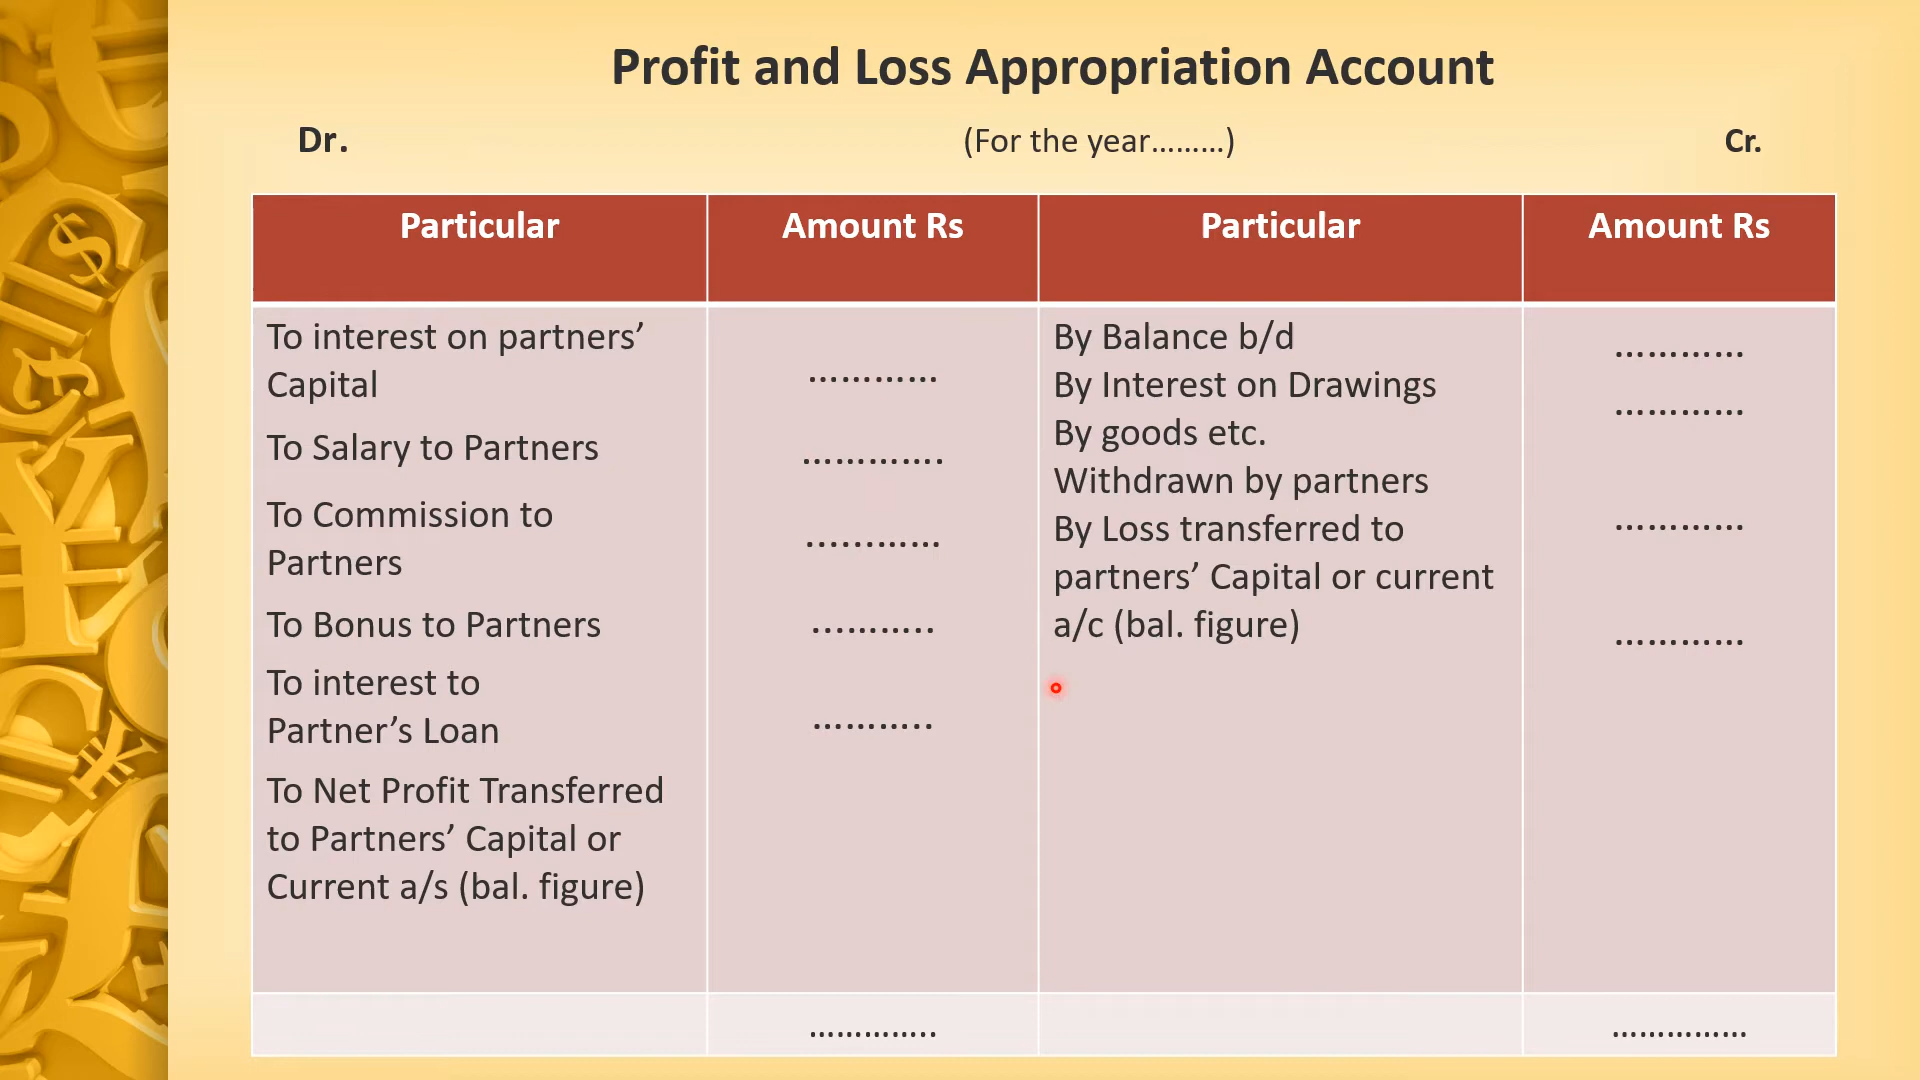 Profit and Loss Appropriation Account
Dr.
(For the year.........)
Cr.
Particular
Amount Rs
Particular
Amount Rs
To interest on partners’
Capital
............
To Salary to Partners
.............
To Commission to
Partners
............
To Bonus to Partners
...........
To interest to
Partner’s Loan
...........
To Net Profit Transferred
to Partners’ Capital or
Current a/s (bal. figure)
By Balance b/d
............
By Interest on Drawings
............
By goods etc.
Withdrawn by partners
............
By Loss transferred to
partners’ Capital or current
a/c (bal. figure)
............
..............
...............